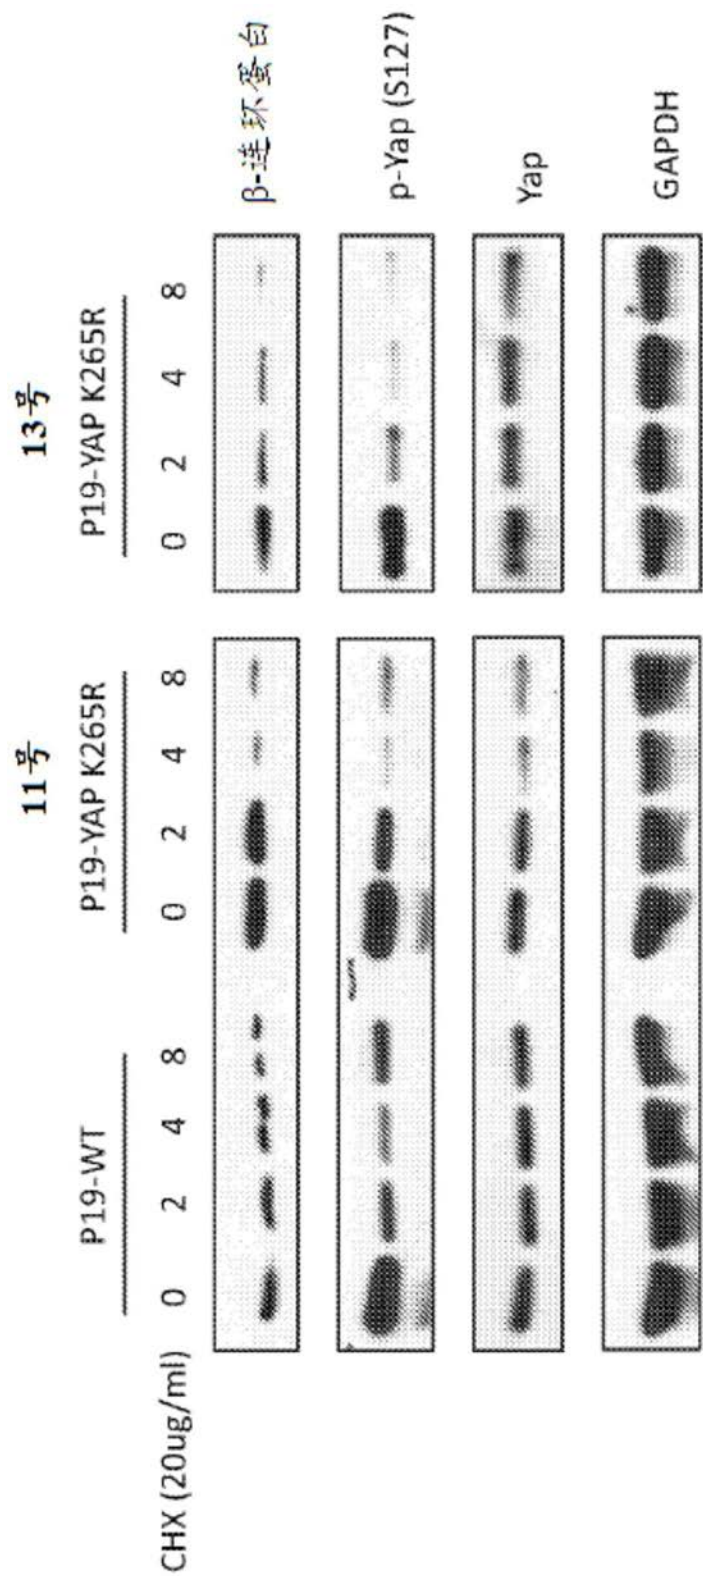 11号
13号
P19-WT
P19-YAP K265R
P19-YAP K265R
CHX (20ug/ml)
0
2
4
8
0
2
4
8
0
2
4
8
β-连环蛋白
p-Yap (S127)
Yap
GAPDH